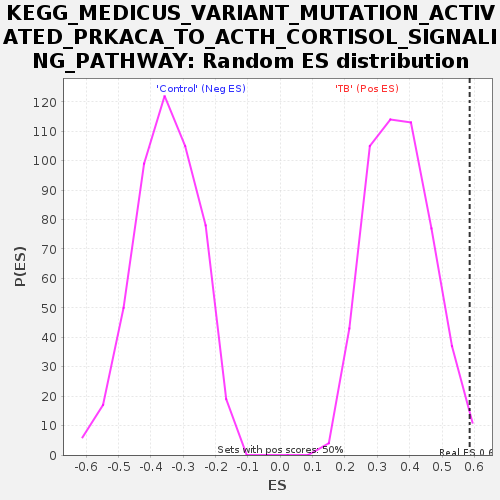 KEGG_MEDICUS_VARIANT_MUTATION_ACTIV
ATED_PRKACA_TO_ACTH_CORTISOL_SIGNALI
NG_PATHWAY: Random ES distribution
'Control' (Neg ES)
'TB' (Pos ES)
120
110
100
90
80
70
60
50
40
30
20
10
0
P(ES)
Sets with pos scores: 50%
Real ES 0.6
-0.6 -0.5 -0.4 -0.3 -0.2 -0.1 0.0 0.1 0.2 0.3 0.4 0.5 0.6
ES